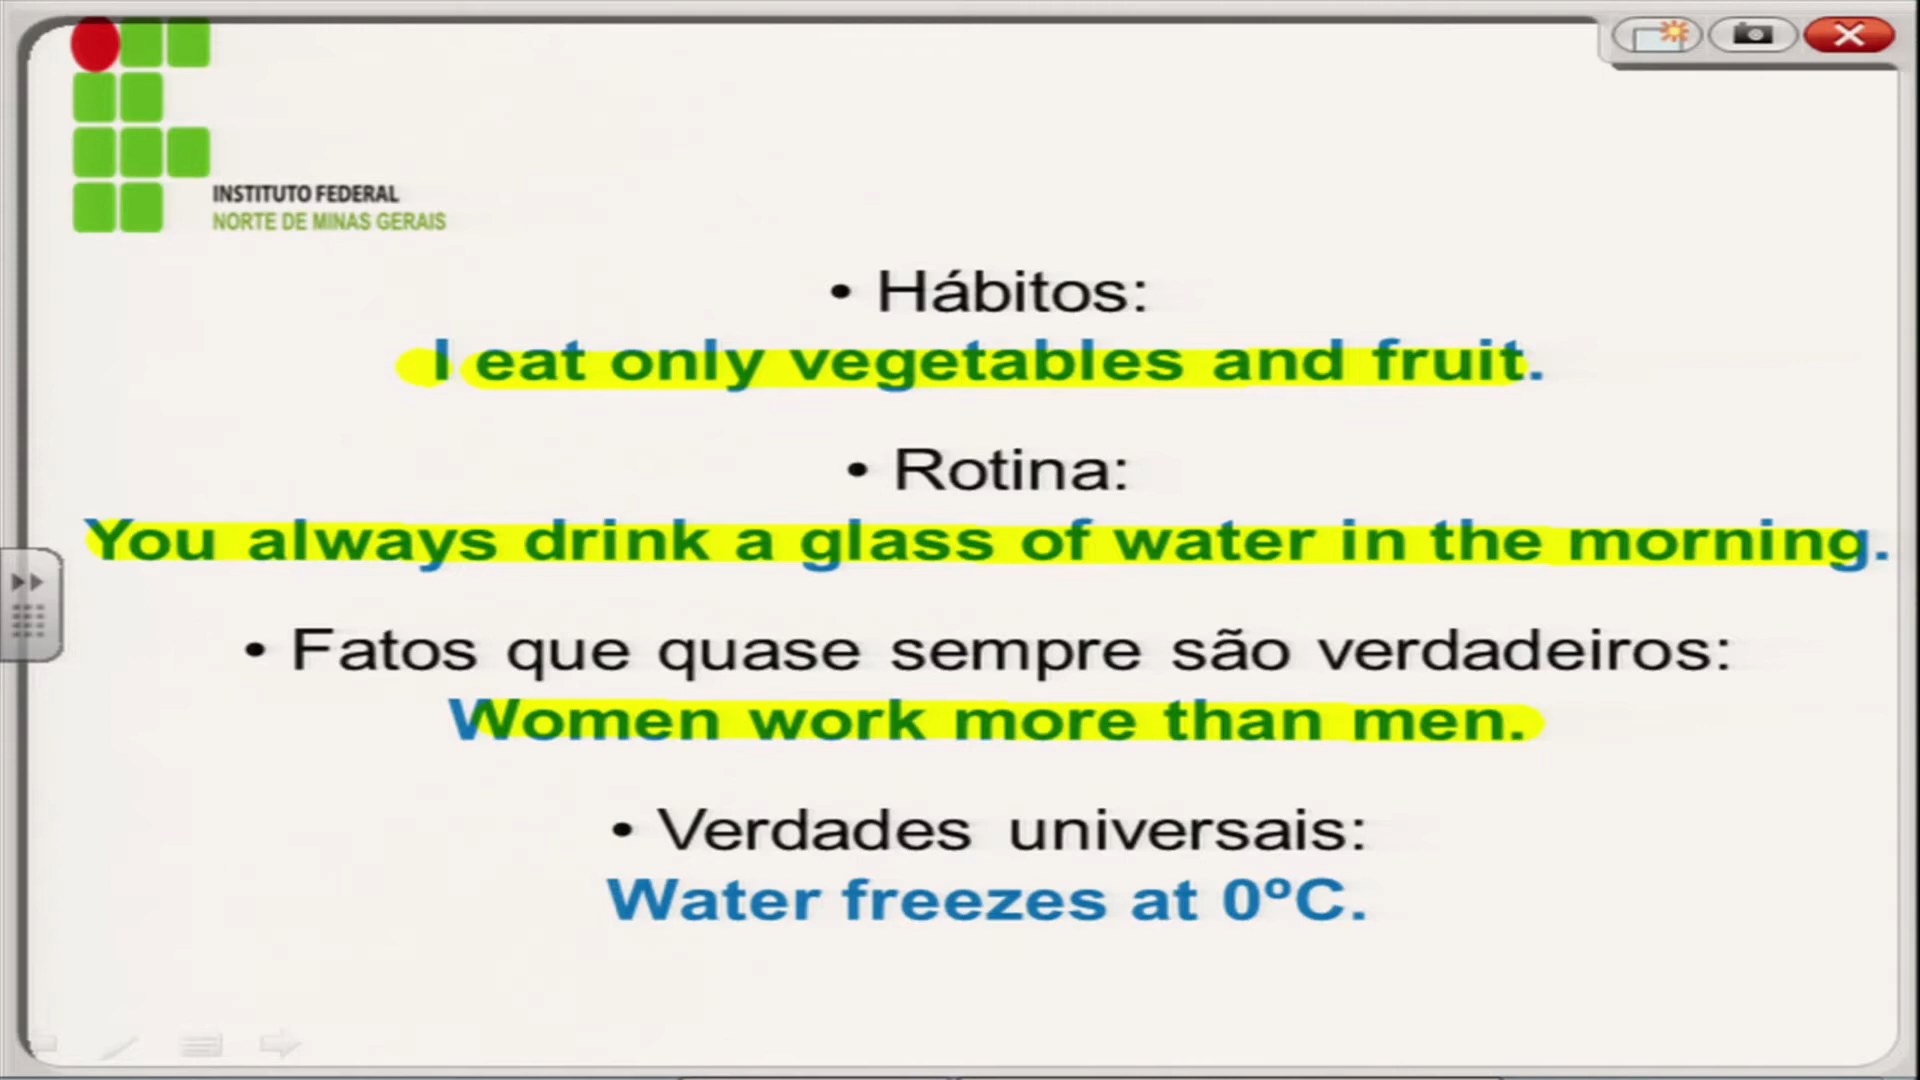 INSTITUTO FEDERAL
NORTE DE MINAS GERAIS
• Hábitos:
I eat only vegetables and fruit.
• Rotina:
You always drink a glass of water in the morning.
• Fatos que quase sempre são verdadeiros:
Women work more than men.
• Verdades universais:
Water freezes at 0ºC.